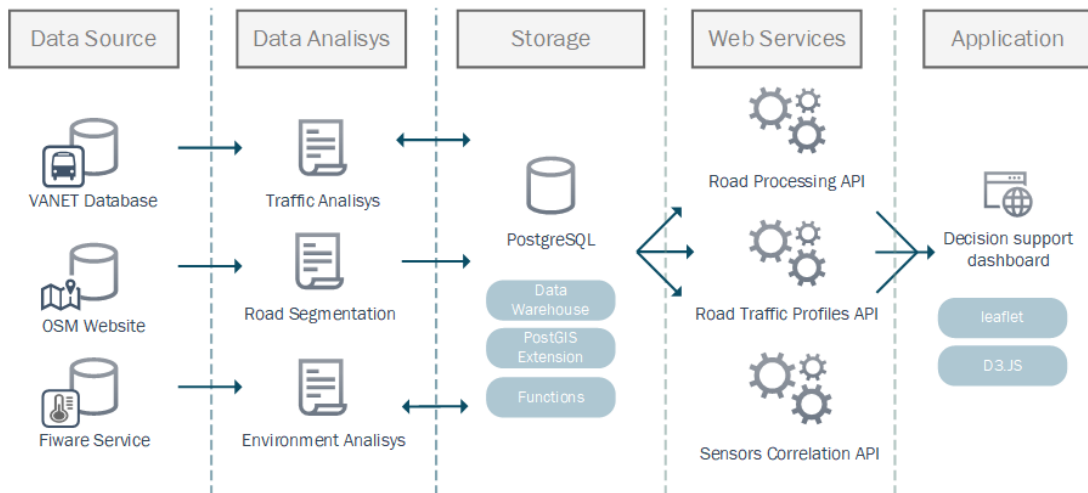 Data Source
Data Analisys
Storage
Web Services
Application
VANET Database
Traffic Analisys
PostgreSQL
Road Processing API
Decision support
dashboard
OSM Website
Road Segmentation
Data
Warehouse
PostGIS
Extension
Functions
Road Traffic Profiles API
leaflet
D3.JS
Fiware Service
Environment Analisys
Sensors Correlation API